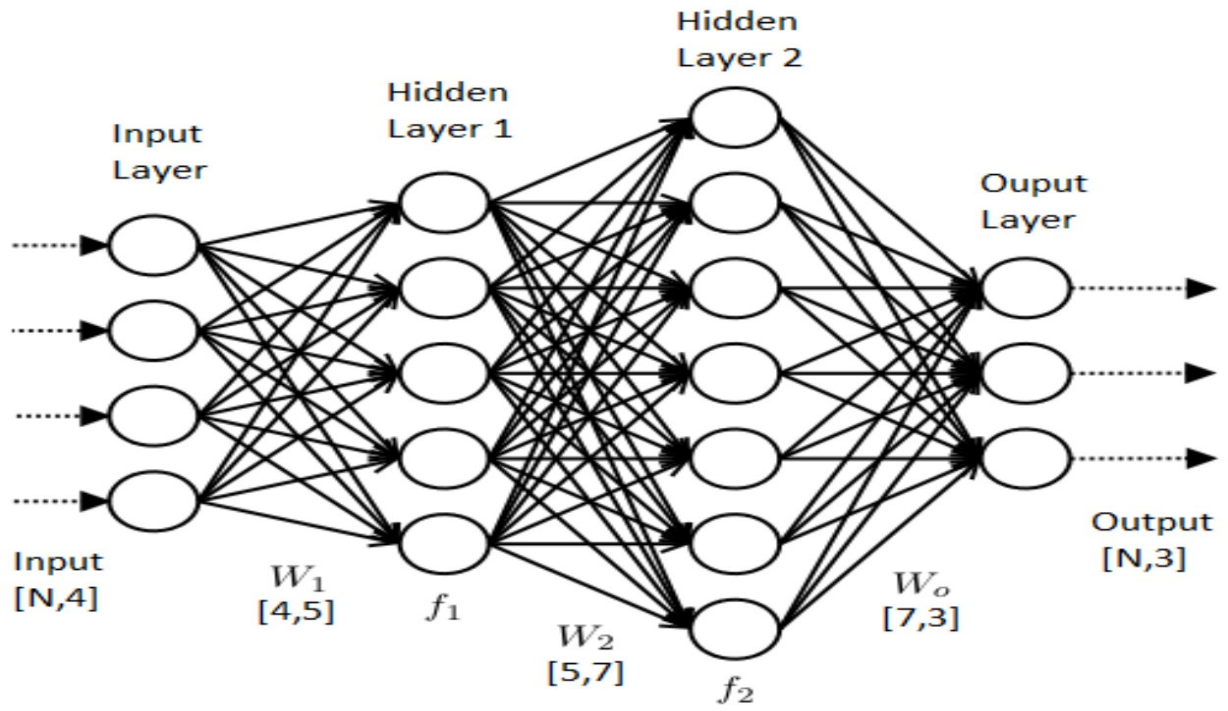 Hidden
Layer 2
Hidden
Layer 1
Input
Layer
Ouput
Layer
Input
[N,4]
W₁
[4,5]
f₁
W₂
[5,7]
f₂
Wₒ
[7,3]
Output
[N,3]